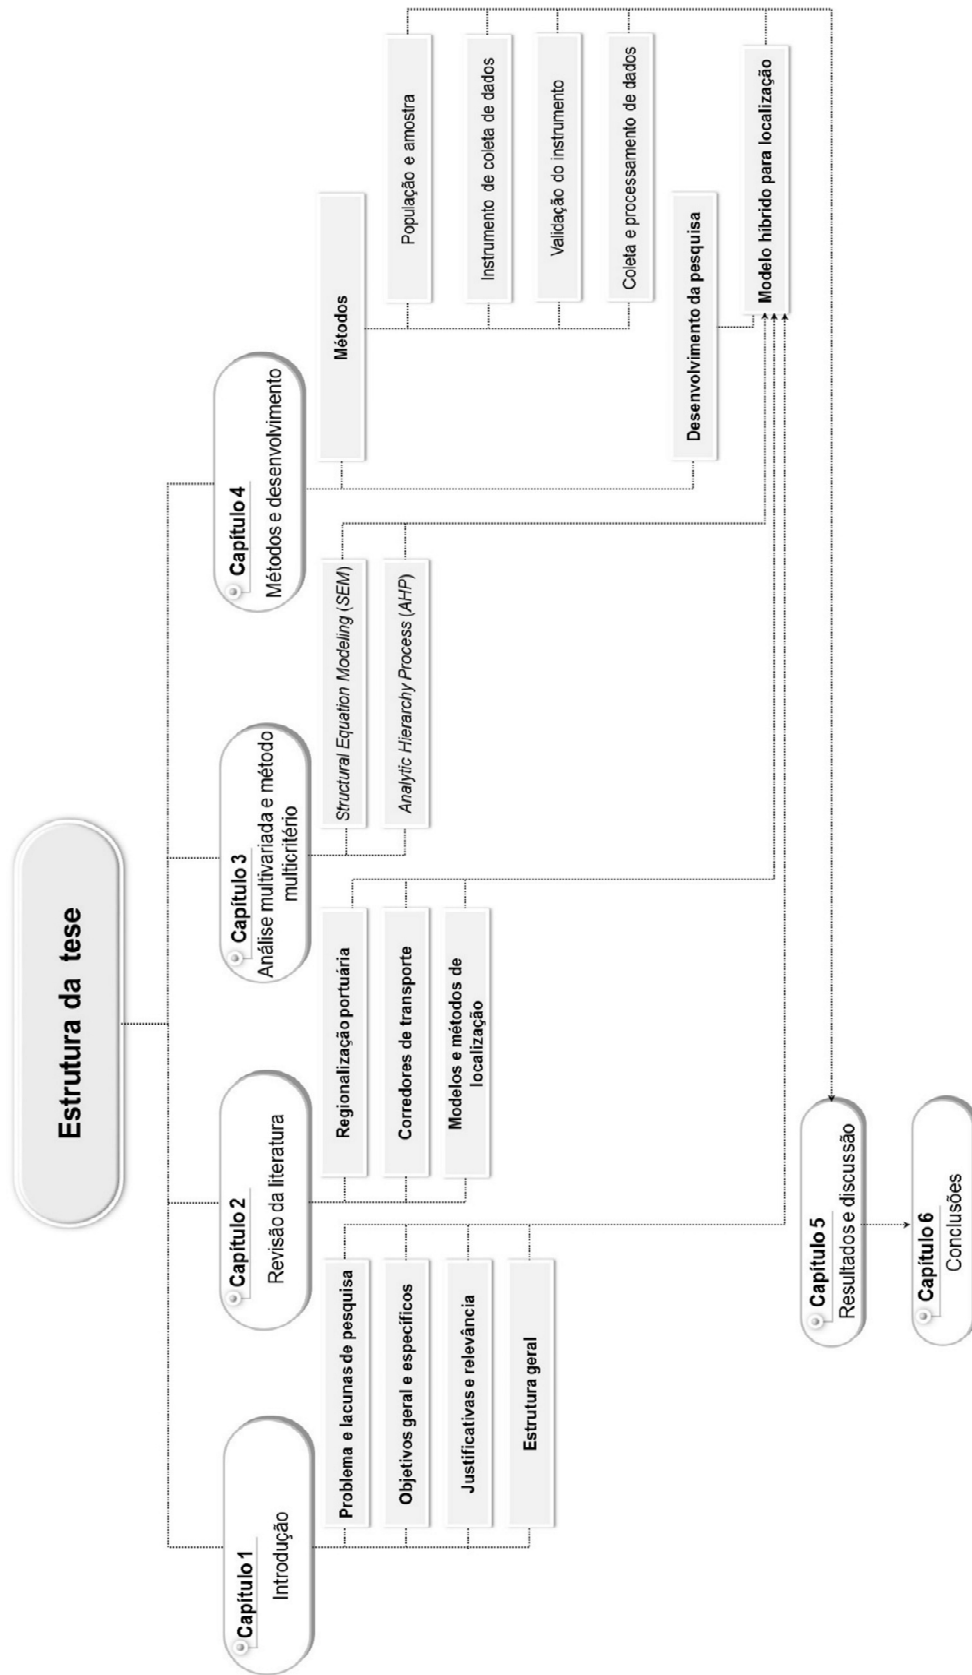 Estrutura da tese
Capítulo 1
Introdução
Problema e lacunas de pesquisa
Objetivos geral e específicos
Justificativas e relevância
Estrutura geral
Capítulo 2
Revisão da literatura
Regionalização portuária
Corredores de transporte
Modelos e métodos de
localização
Capítulo 3
Análise multivariada e método
multicritério
Structural Equation Modeling (SEM)
Analytic Hierarchy Process (AHP)
Capítulo 4
Métodos e desenvolvimento
Métodos
População e amostra
Instrumento de coleta de dados
Validação do instrumento
Coleta e processamento de dados
Desenvolvimento da pesquisa
Modelo híbrido para localização
Capítulo 5
Resultados e discussão
Capítulo 6
Conclusões